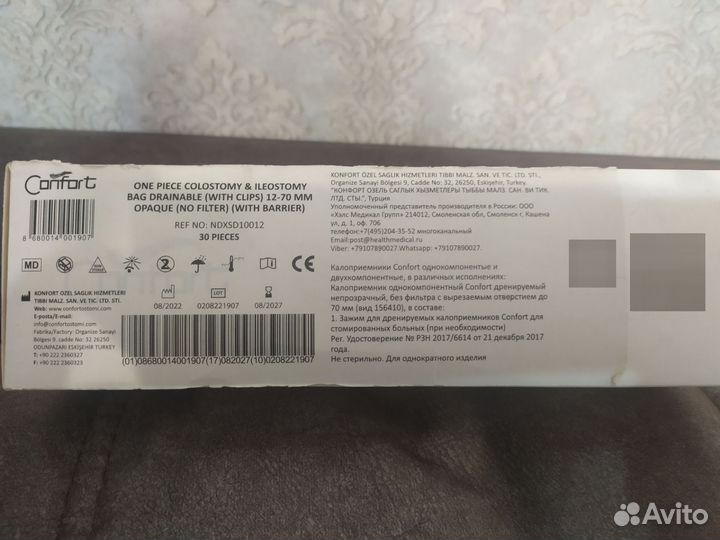 Confort
ONE PIECE COLOSTOMY & ILEOSTOMY
BAG DRAINABLE (WITH CLIPS) 12-70 MM
OPAQUE (NO FILTER) (WITH BARRIER)
REF NO: NDXSD10012
30 PIECES
8 680014 001907
MD
2
CE
KONFORT ÖZEL SAGLIK HIZMETLERI
TIBBI MALZ. SAN. VE TIC. LTD. STI.
Web: www.confortostomi.com
E-posta/E-mail:
info@confortostomi.com
Fabrika/Factory: Organize Sanayi
Bölgesi 9. cadde no: 32 26250
ODUNPAZARI ESKİŞEHİR TURKEY
T: +90 222 2360327
F: +90 222 2360323
LOT
08/2022 0208221907 08/2027
(01)08680014001907(17)082027(10)0208221907
KONFORT ÖZEL SAGLIK HIZMETLERI TIBBI MALZ. SAN. VE TIC. LTD. STI.,
Organize Sanayi Bölgesi 9, Cadde No: 32, 26250, Eskişehir, Turkey.
"КОНФОРТ ОЗЕЛЬ САГЛЫК ХЫЗМЕТЛЕРЫ ТЫББЫ МАЛЗ. САН. ВИ ТИК.
ЛТД. СТЫ.", Турция
Уполномоченный представитель производителя в России: ООО
«Хэлс Медикал Групп» 214012, Смоленская обл, Смоленск г, Кашена
ул, д. 1, оф. 706
телефон:+7(495)204-35-52 многоканальный
Email:post@healthmedical.ru
Viber: +79107890027.Whatsapp: +79107890027.
Калоприемники Confort однокомпонентые и
двухкомпонентные, в различных исполнениях:
Калоприемник однокомпонентный Confort дренируемый
непрозрачный, без фильтра с вырезаемым отверстием до
70 мм (вид 156410), в составе:
1. Зажим для дренируемых калоприемников Confort для
стомированных больных (при необходимости)
Рег. Удостоверение № РЗН 2017/6614 от 21 декабря 2017
года.
Не стерильно. Для однократного изделия
Avito